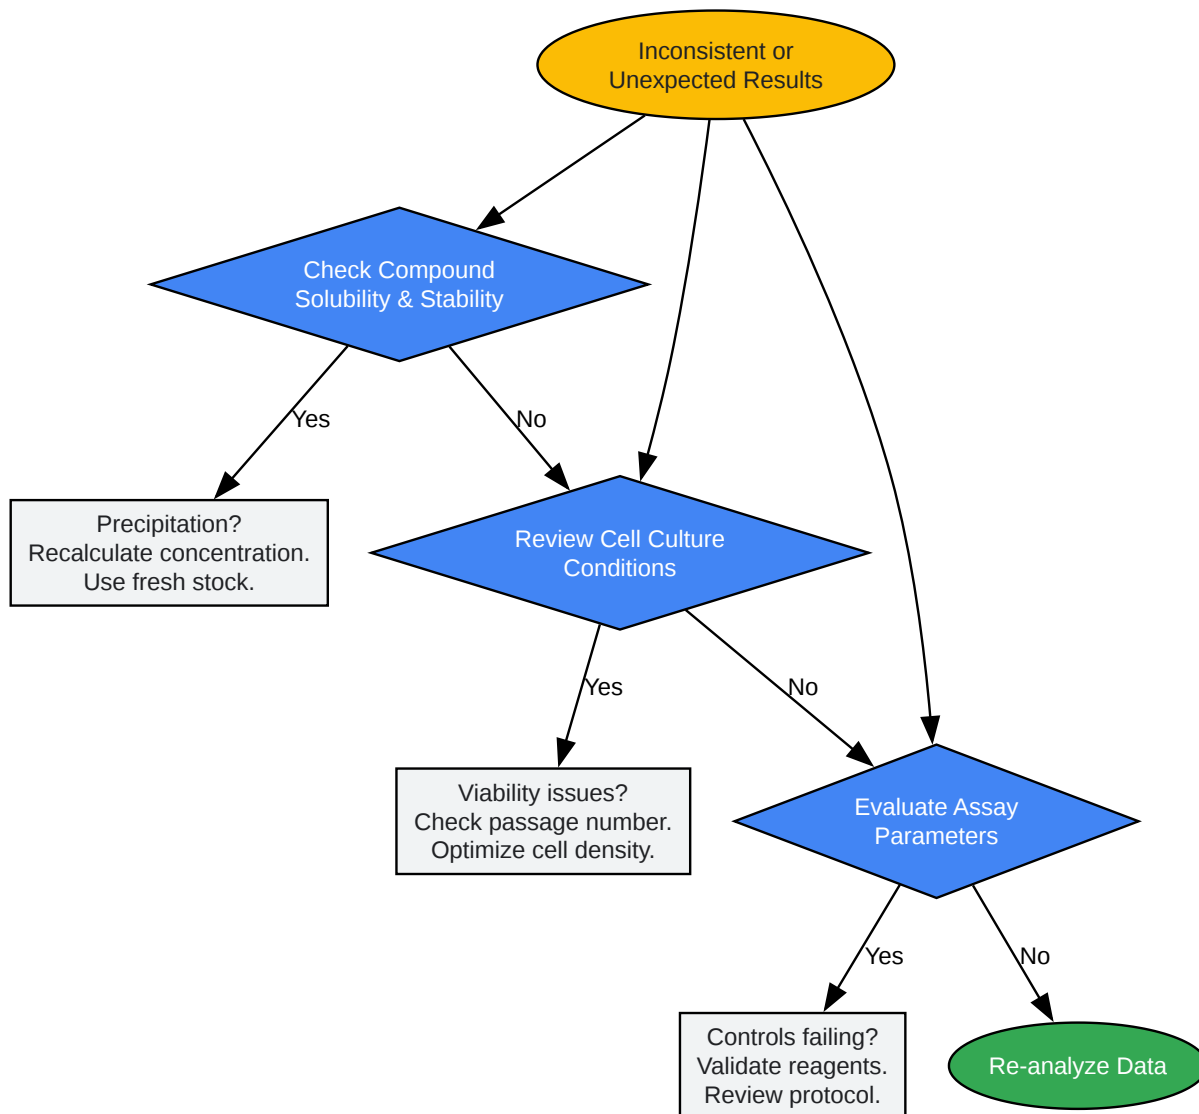 Inconsistent or
Unexpected Results
Check Compound
Solubility & Stability
Yes
No
Precipitation?
Recalculate concentration.
Use fresh stock.
Review Cell Culture
Conditions
Yes
No
Viability issues?
Check passage number.
Optimize cell density.
Evaluate Assay
Parameters
Yes
No
Controls failing?
Validate reagents.
Review protocol.
Re-analyze Data